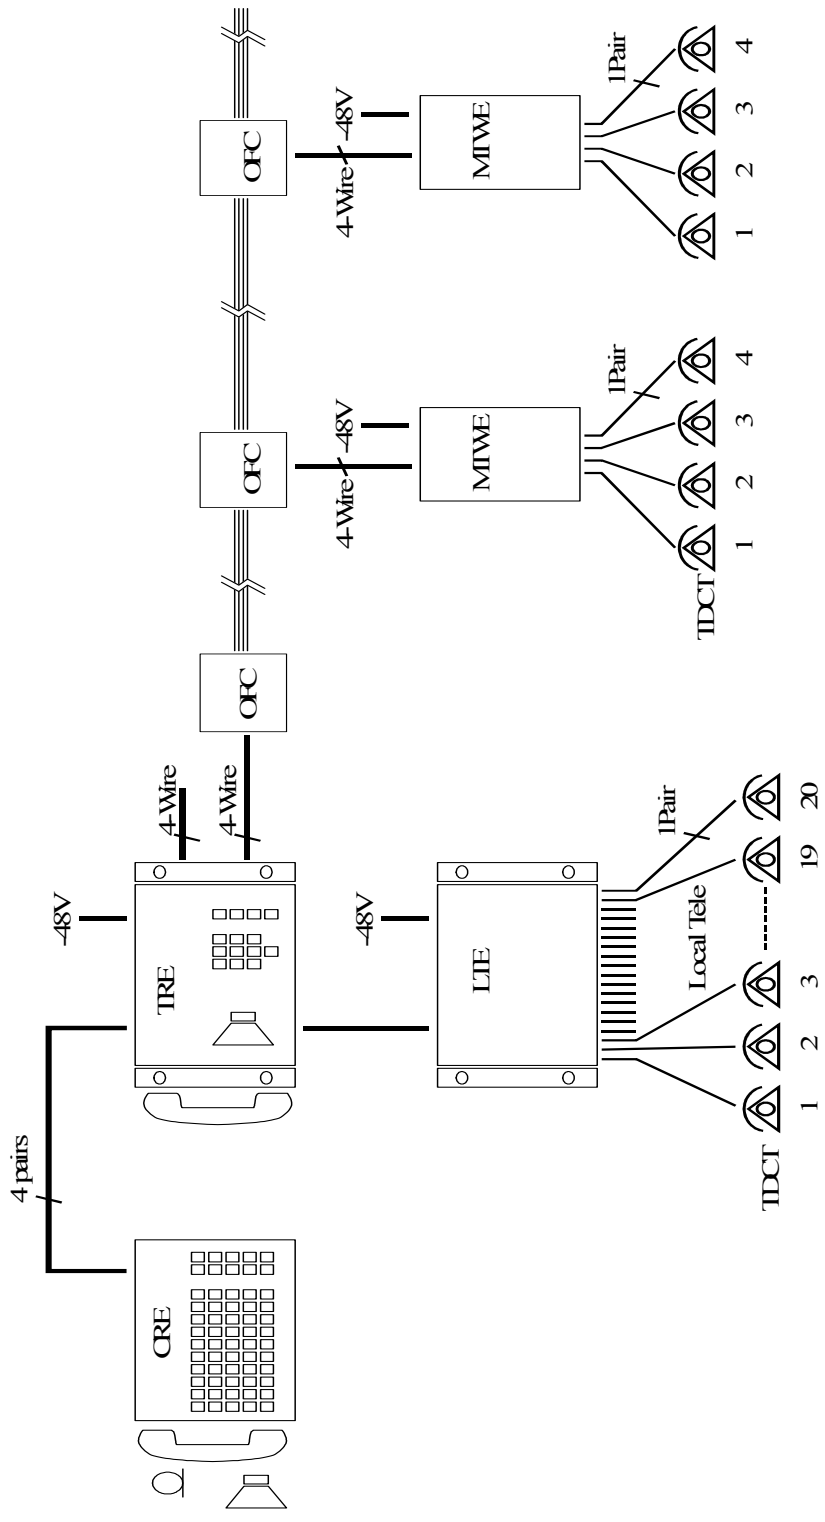 4 pairs
-48V
CRE
TRE
4-Wire
4-Wire
OFC
OFC
OFC
-48V
4-Wire
-48V
4-Wire
-48V
LTE
MIWE
MIWE
1Pair
1Pair
1Pair
Local Tele
TDCT
1 2 3 4
1 2 3 4
TDCT
1 2 3 19 20